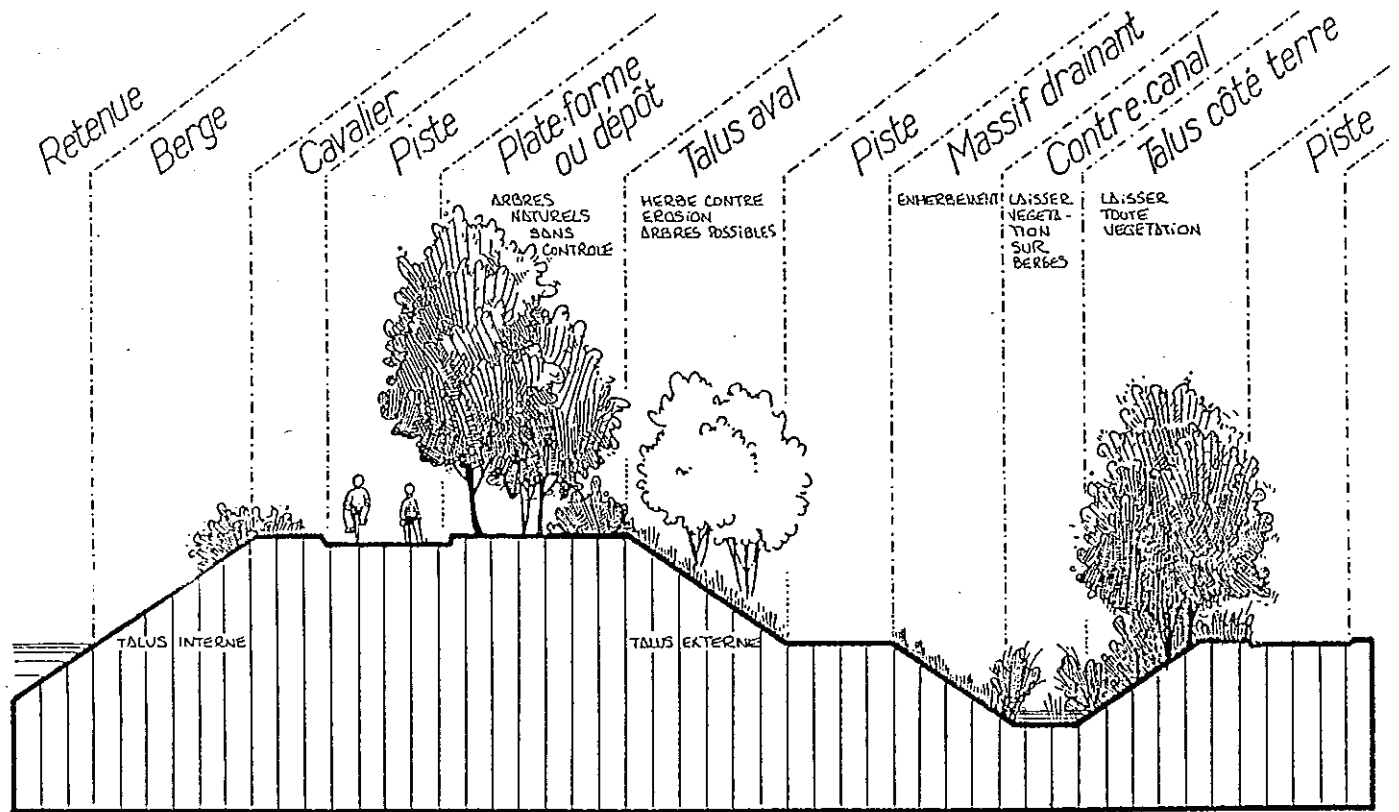 Retenue
Berge
Cavalier
Piste
Plate-forme
ou dépôt
Talus aval
Piste
Massif drainant
Contre-canal
Talus côté terre
Piste
ARBRES
NATURELS
SANS
CONTROLE
HERBE CONTRE
EROSION
ARBRES POSSIBLES
ENHERBEMENT
LAISSER
VEGETA-
TION
SUR
BERGES
LAISSER
TOUTE
VEGETATION
TALUS INTERNE
TALUS EXTERNE